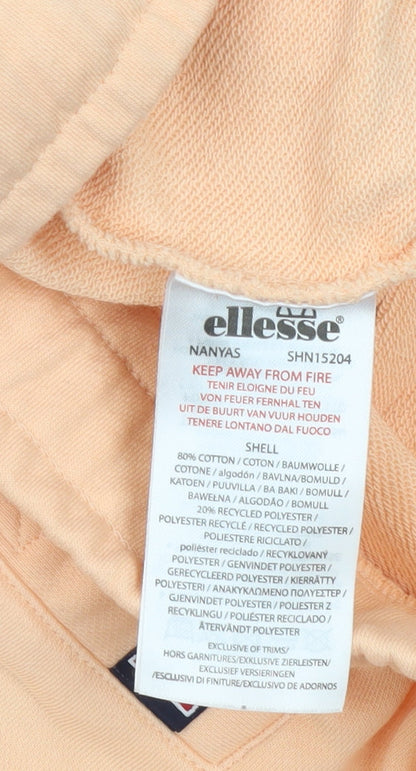 ellesse®
NANYAS SHN15204
KEEP AWAY FROM FIRE
TENIR ELOIGNE DU FEU
VON FEUER FERNHAL TEN
UIT DE BUURT VAN VUUR HOUDEN
TENERE LONTANO DAL FUOCO
SHELL
80% COTTON / COTON / BAUMWOLLE /
COTONE / algodón / BAVLNA/BOMULD /
KATOEN / PUUVILLA / BA BAKI / BOMULL /
BAWEŁNA / ALGODÃO / BOMULL
20% RECYCLED POLYESTER /
POLYESTER RECYCLÉ / RECYCLED POLYESTER /
POLIESTERE RICICLATO /
poliéster reciclado / RECYKLOVANÝ
POLYESTER / GENVINDET POLYESTER /
GERECYCLEERD POLYESTER / KIERRÄTTY
POLYESTERI / ΑΝΑΚΥΚΛΩΜΕΝΟ ΠΟΛΥΕΣΤΕΡ /
GJENVINDET POLYESTER / POLIESTER Z
RECYKLINGU / POLIÉSTER RECICLADO /
ÅTERVÄNDT POLYESTER
EXCLUSIVE OF TRIMS/
HORS GARNITURES/EXKLUSIVE ZIERLEISTEN/
EXCLUSIEF VERSIERINGEN
/ESCLUSIVI DI FINITURE/EXCLUSIVO DE ADORNOS